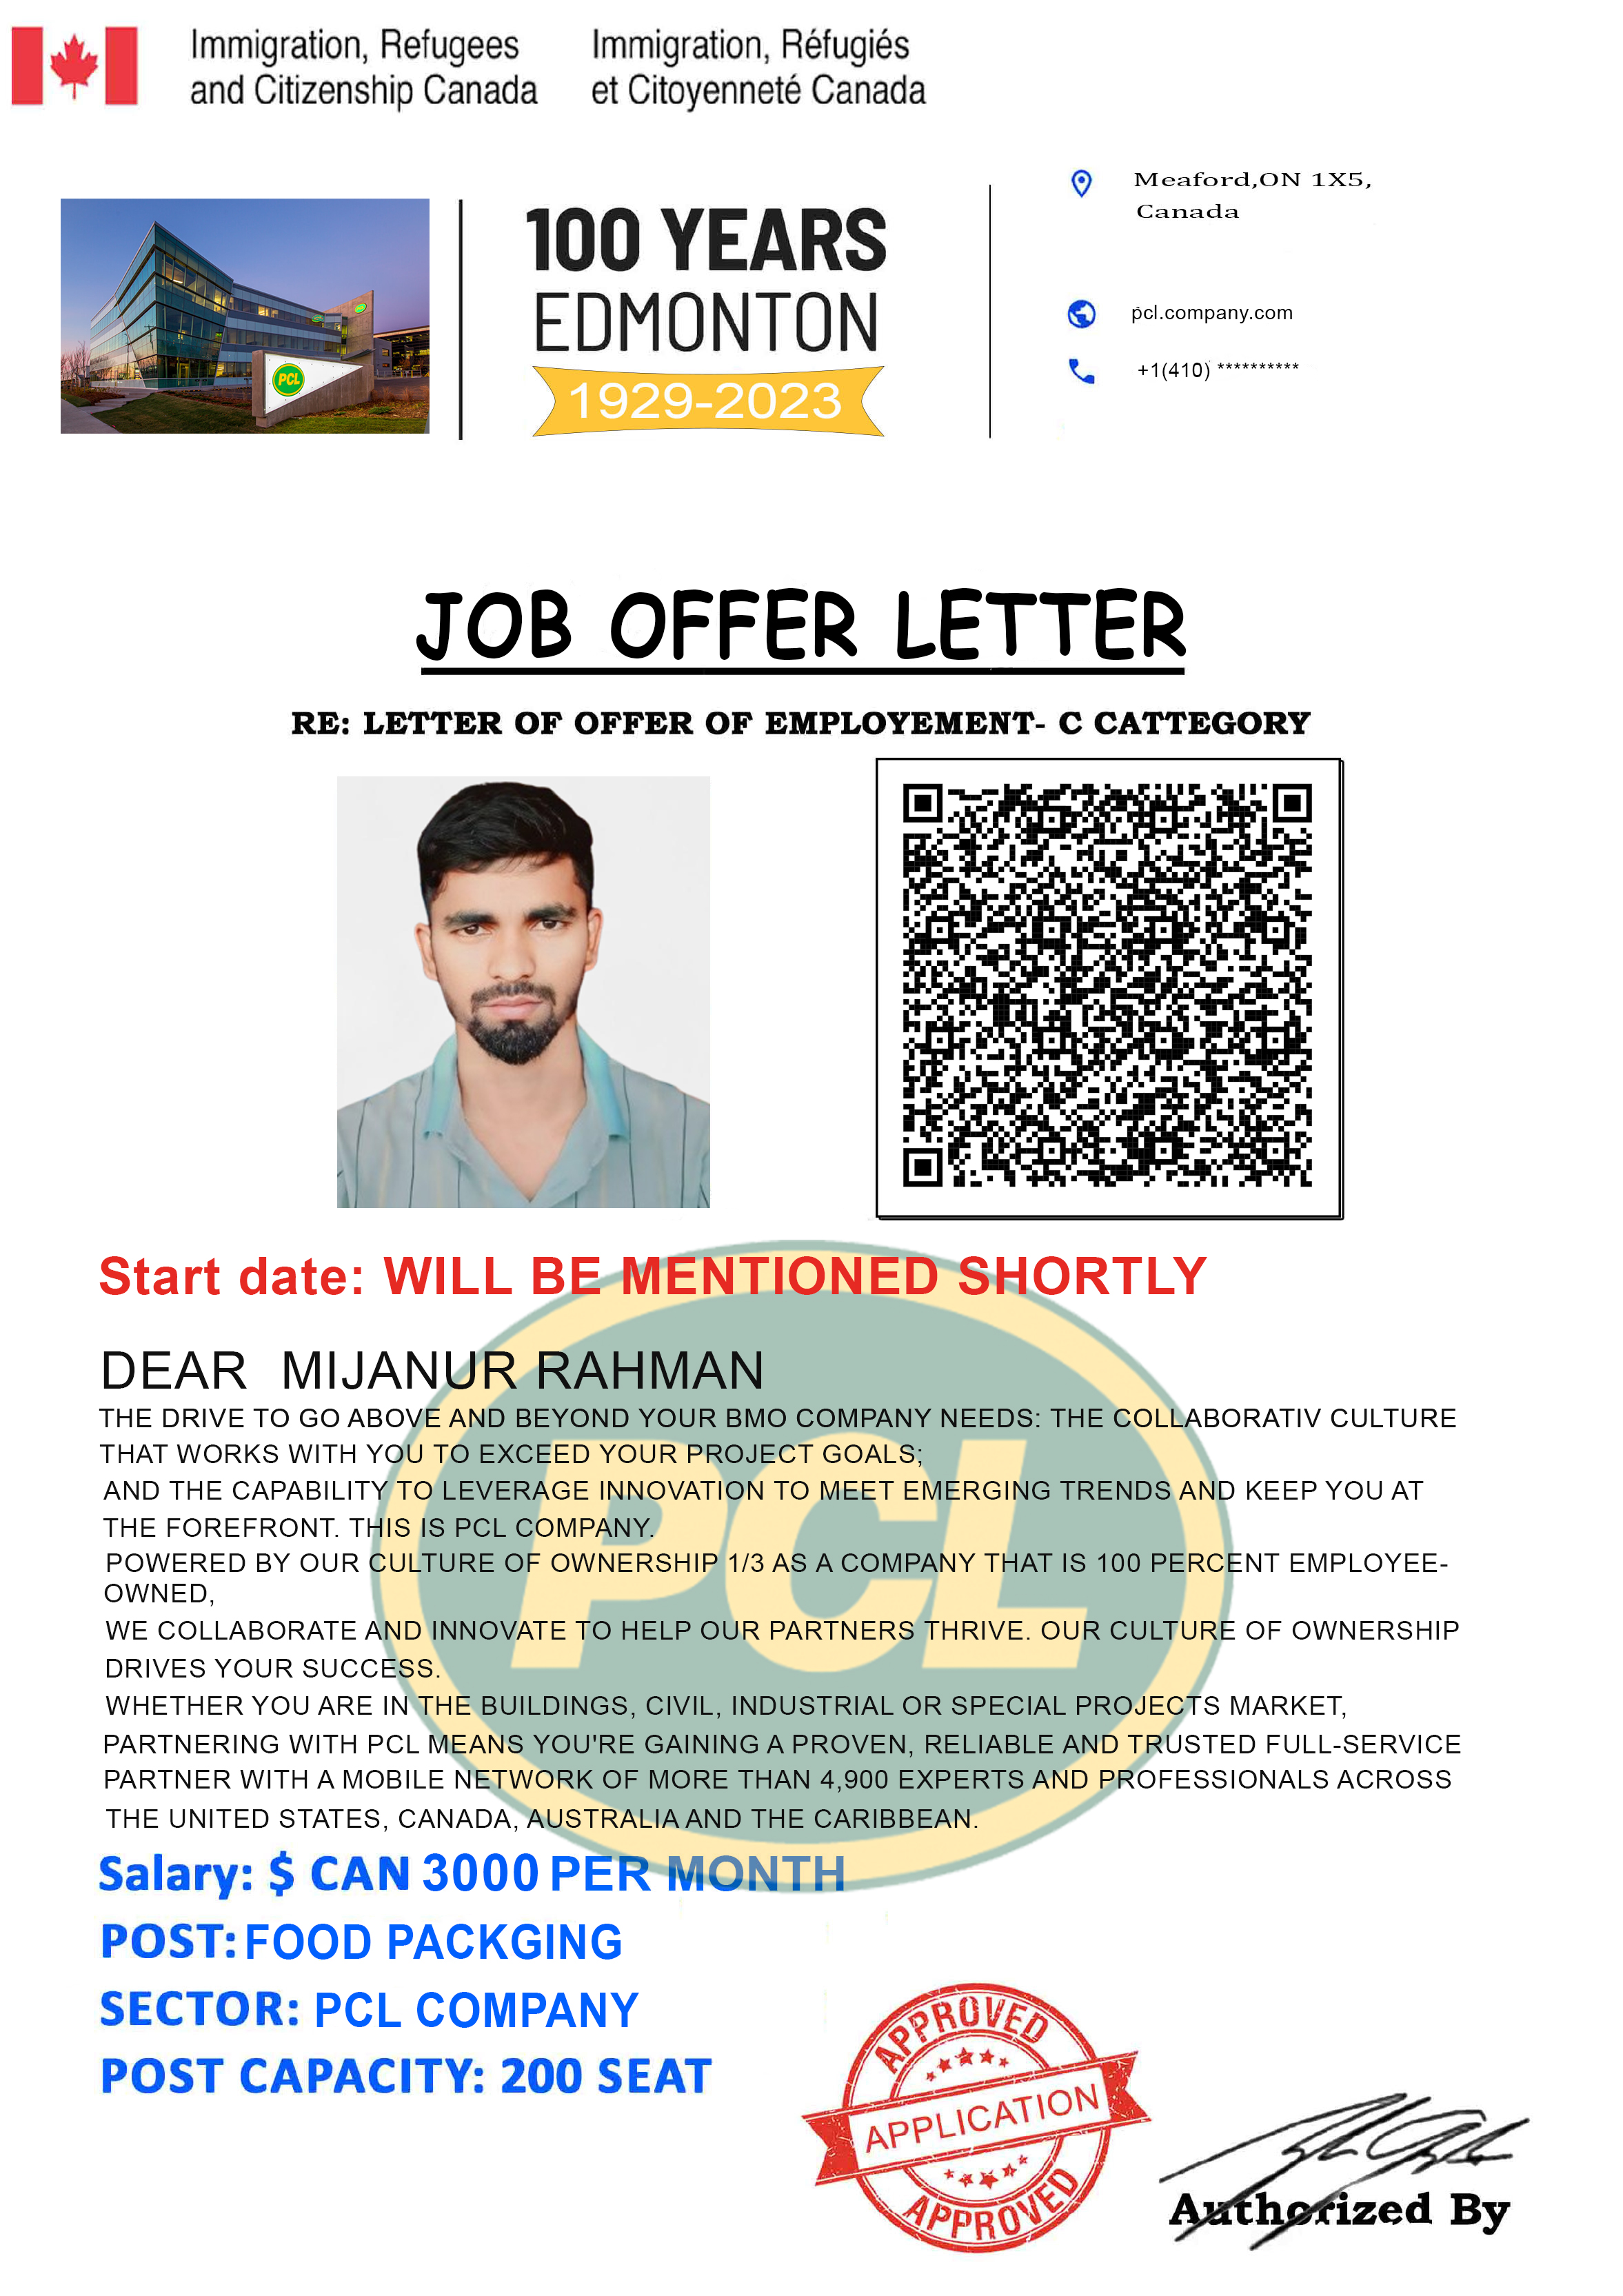 Immigration, Refugees
and Citizenship Canada
Immigration, Réfugiés
et Citoyenneté Canada
PCL
100 YEARS
EDMONTON
1929-2023
Meaford,ON 1X5,
Canada
pcl.company.com
+1(410) **********
JOB OFFER LETTER
RE: LETTER OF OFFER OF EMPLOYEMENT- C CATTEGORY
Start date: WILL BE MENTIONED SHORTLY
DEAR MIJANUR RAHMAN
THE DRIVE TO GO ABOVE AND BEYOND YOUR BMO COMPANY NEEDS: THE COLLABORATIV CULTURE
THAT WORKS WITH YOU TO EXCEED YOUR PROJECT GOALS;
AND THE CAPABILITY TO LEVERAGE INNOVATION TO MEET EMERGING TRENDS AND KEEP YOU AT
THE FOREFRONT. THIS IS PCL COMPANY.
POWERED BY OUR CULTURE OF OWNERSHIP 1/3 AS A COMPANY THAT IS 100 PERCENT EMPLOYEE-
OWNED,
WE COLLABORATE AND INNOVATE TO HELP OUR PARTNERS THRIVE. OUR CULTURE OF OWNERSHIP
DRIVES YOUR SUCCESS.
WHETHER YOU ARE IN THE BUILDINGS, CIVIL, INDUSTRIAL OR SPECIAL PROJECTS MARKET,
PARTNERING WITH PCL MEANS YOU'RE GAINING A PROVEN, RELIABLE AND TRUSTED FULL-SERVICE
PARTNER WITH A MOBILE NETWORK OF MORE THAN 4,900 EXPERTS AND PROFESSIONALS ACROSS
THE UNITED STATES, CANADA, AUSTRALIA AND THE CARIBBEAN.
PCL
Salary: $ CAN 3000 PER MONTH
POST: FOOD PACKGING
SECTOR: PCL COMPANY
POST CAPACITY: 200 SEAT
APPROVED
APPLICATION
APPROVED
Authorized By